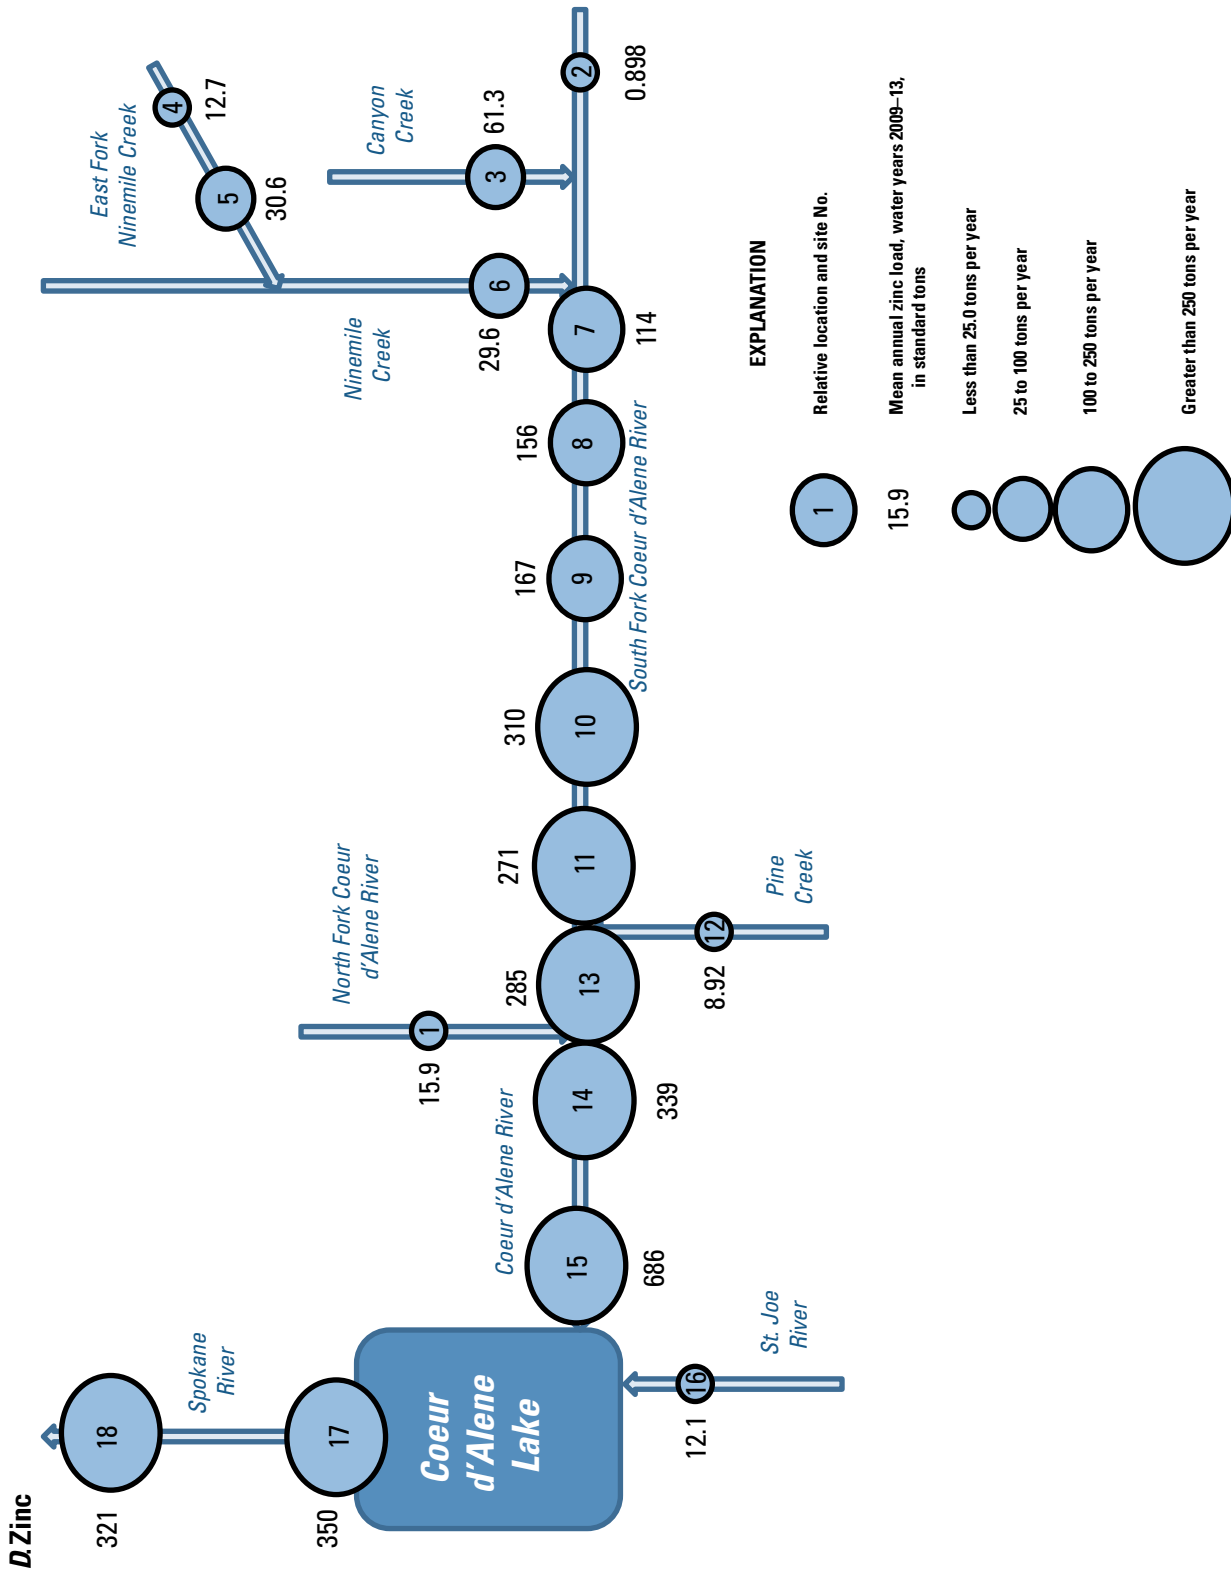 D. Zinc
321
18
Spokane
River
350
17
Coeur
d'Alene
Lake
12.1
16
St. Joe
River
Coeur d'Alene River
15
686
14
339
North Fork Coeur
d'Alene River
15.9
1
285
13
8.92
12
Pine
Creek
271
11
310
10
South Fork Coeur d'Alene River
167
9
156
8
7
114
Ninemile
Creek
29.6
6
East Fork
Ninemile Creek
5
30.6
4
12.7
Canyon
Creek
3
61.3
2
0.898
EXPLANATION
1
Relative location and site No.
15.9
Mean annual zinc load, water years 2009–13,
in standard tons
Less than 25.0 tons per year
25 to 100 tons per year
100 to 250 tons per year
Greater than 250 tons per year